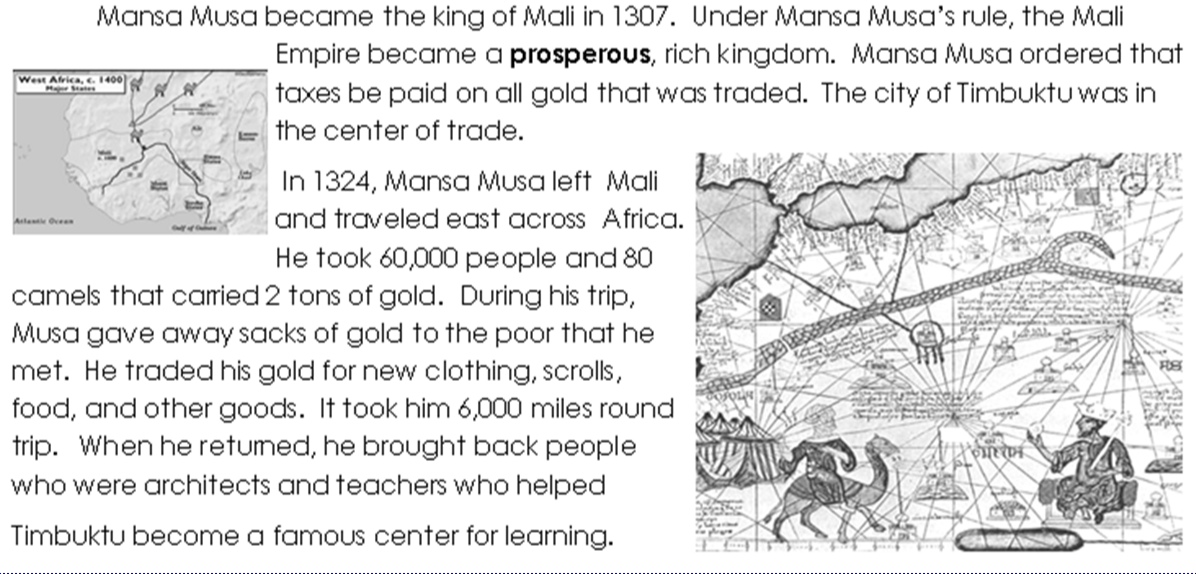 Mansa Musa became the king of Mali in 1307. Under Mansa Musa's rule, the Mali
Empire became a prosperous, rich kingdom. Mansa Musa ordered that
taxes be paid on all gold that was traded. The city of Timbuktu was in
the center of trade.
West Africa, c. 1400
Major States
Atlantic Ocean
Gulf of Guinea
In 1324, Mansa Musa left Mali
and traveled east across Africa.
He took 60,000 people and 80
camels that carried 2 tons of gold. During his trip,
Musa gave away sacks of gold to the poor that he
met. He traded his gold for new clothing, scrolls,
food, and other goods. It took him 6,000 miles round
trip. When he returned, he brought back people
who were architects and teachers who helped
Timbuktu become a famous center for learning.